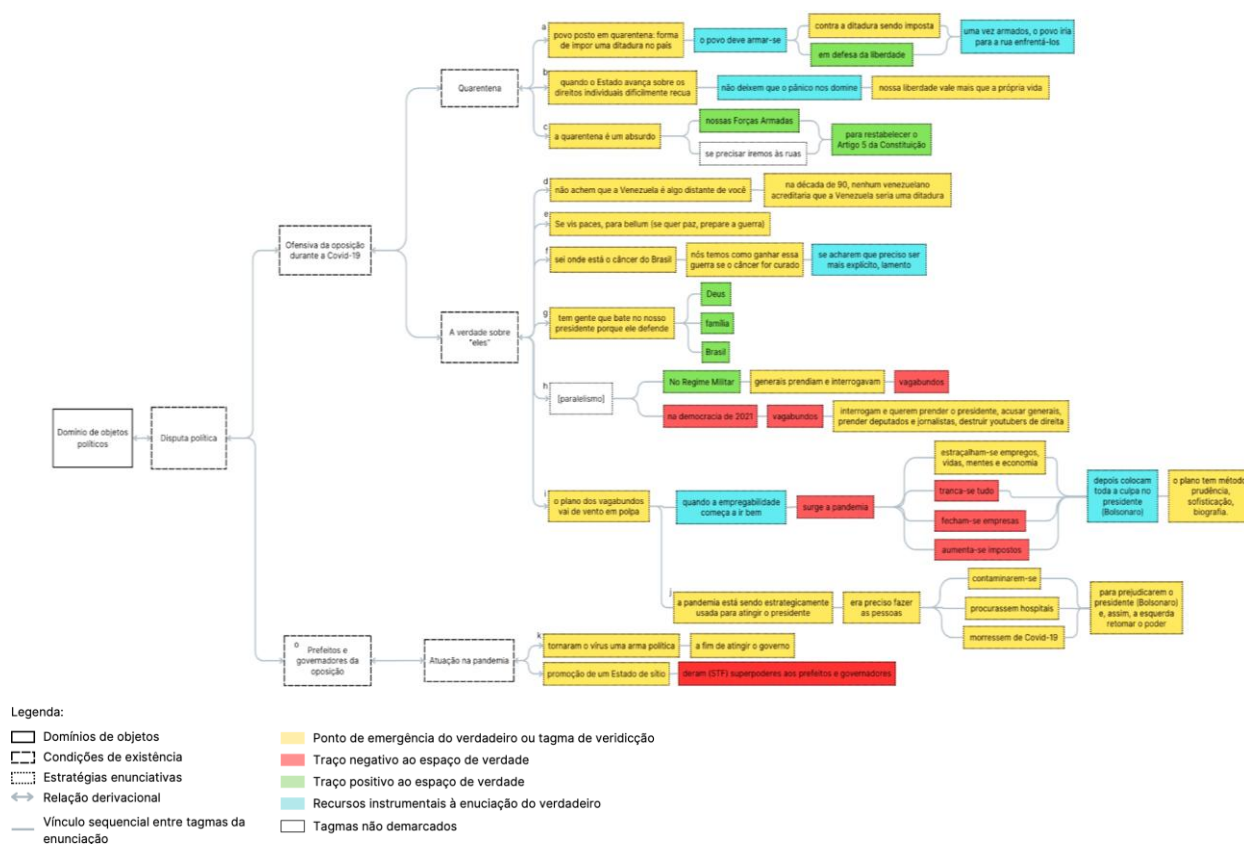 Domínio de objetos
políticos
Disputa política
Ofensiva da oposição
durante a Covid-19
Quarentena
a
povo posto em quarentena: forma
de impor uma ditadura no país
o povo deve armar-se
contra a ditadura sendo imposta
em defesa da liberdade
uma vez armados, o povo iria
para a rua enfrentá-los
b
quando o Estado avança sobre os
direitos individuais dificilmente recua
não deixem que o pânico nos domine
nossa liberdade vale mais que a própria vida
c
a quarentena é um absurdo
nossas Forças Armadas
se precisar iremos às ruas
para restabelecer o
Artigo 5 da Constituição
A verdade sobre
"eles"
d
não achem que a Venezuela é algo distante de você
na década de 90, nenhum venezuelano
acreditaria que a Venezuela seria uma ditadura
e
Se vis paces, para bellum (se quer paz, prepare a guerra)
f
sei onde está o câncer do Brasil
nós temos como ganhar essa
guerra se o câncer for curado
se acharem que preciso ser
mais explícito, lamento
g
tem gente que bate no nosso
presidente porque ele defende
Deus
família
Brasil
h
[paralelismo]
No Regime Militar
generais prendiam e interrogavam
vagabundos
na democracia de 2021
vagabundos
interrogam e querem prender o presidente, acusar generais,
prender deputados e jornalistas, destruir youtubers de direita
i
o plano dos vagabundos
vai de vento em polpa
quando a empregabilidade
começa a ir bem
surge a pandemia
estraçalham-se empregos,
vidas, mentes e economia
tranca-se tudo
fecham-se empresas
aumenta-se impostos
depois colocam
toda a culpa no
presidente
(Bolsonaro)
o plano tem método,
prudência,
sofisticação,
biografia.
j
a pandemia está sendo estrategicamente
usada para atingir o presidente
era preciso fazer
as pessoas
contaminarem-se
procurassem hospitais
morressem de Covid-19
para prejudicarem o
presidente (Bolsonaro)
e, assim, a esquerda
retomar o poder
o
Prefeitos e
governadores da
oposição
Atuação na pandemia
k
tornaram o vírus uma arma política
a fim de atingir o governo
promoção de um Estado de sítio
deram (STF) superpoderes aos prefeitos e governadores
Legenda:
Domínios de objetos
Condições de existência
Estratégias enunciativas
Relação derivacional
Vínculo sequencial entre tagmas da
enunciação
Ponto de emergência do verdadeiro ou tagma de veridicção
Traço negativo ao espaço de verdade
Traço positivo ao espaço de verdade
Recursos instrumentais à enuciação do verdadeiro
Tagmas não demarcados